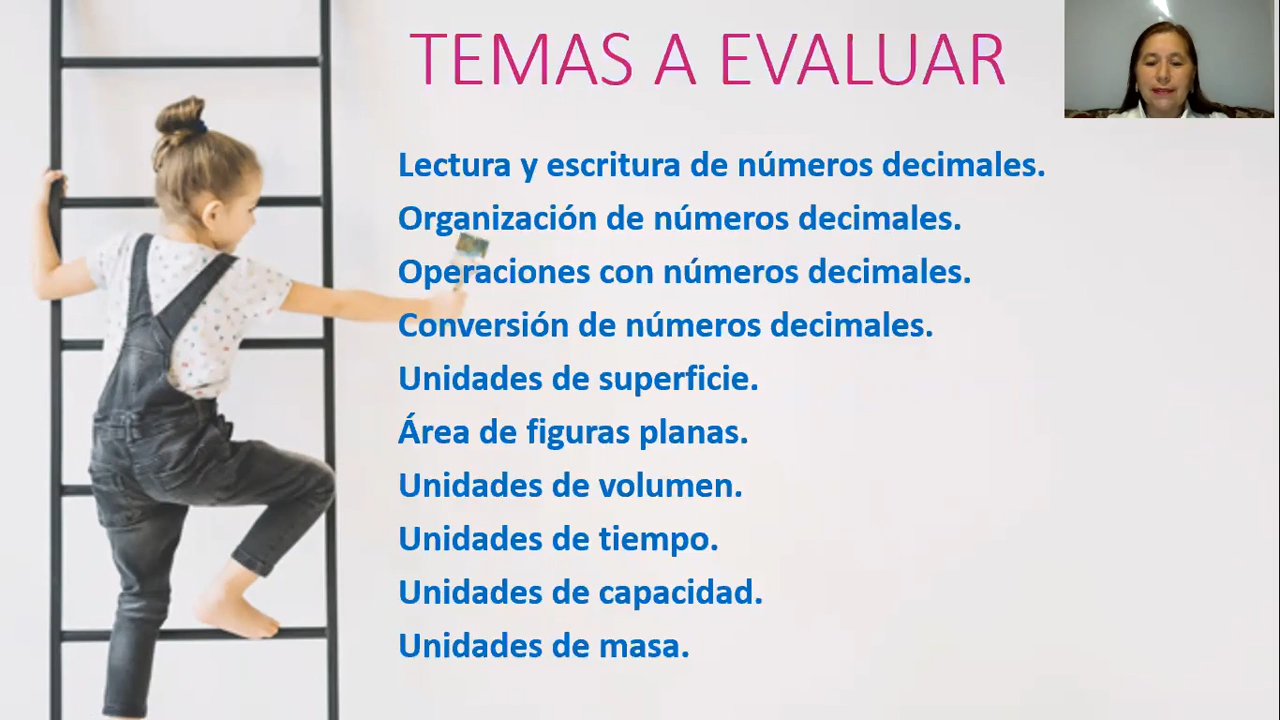 TEMAS A EVALUAR
Lectura y escritura de números decimales.
Organización de números decimales.
Operaciones con números decimales.
Conversión de números decimales.
Unidades de superficie.
Área de figuras planas.
Unidades de volumen.
Unidades de tiempo.
Unidades de capacidad.
Unidades de masa.